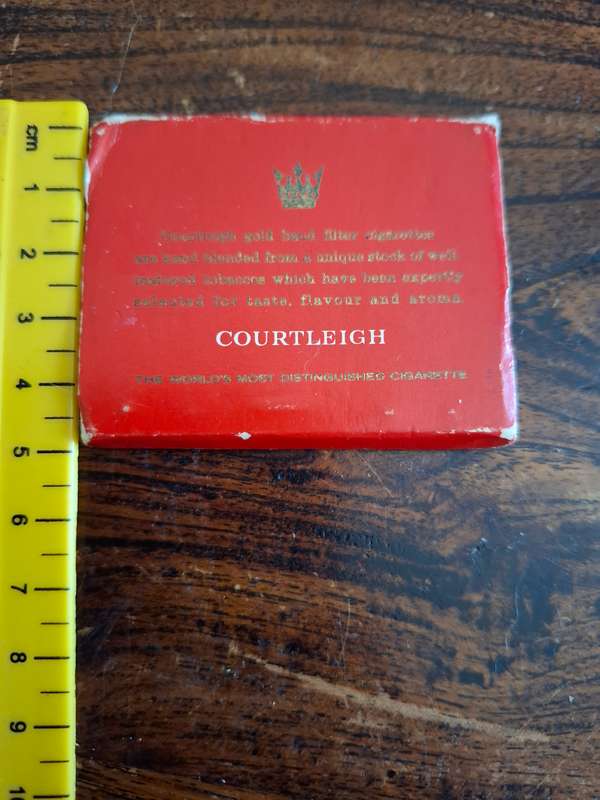 cm
1
2
3
4
5
6
7
8
9
10
Courtleigh gold band filter cigarettes
are hand blended from a unique stock of well
matured tobaccos which have been expertly
selected for taste, flavour and aroma
COURTLEIGH
THE WORLD'S MOST DISTINGUISHED CIGARETTE